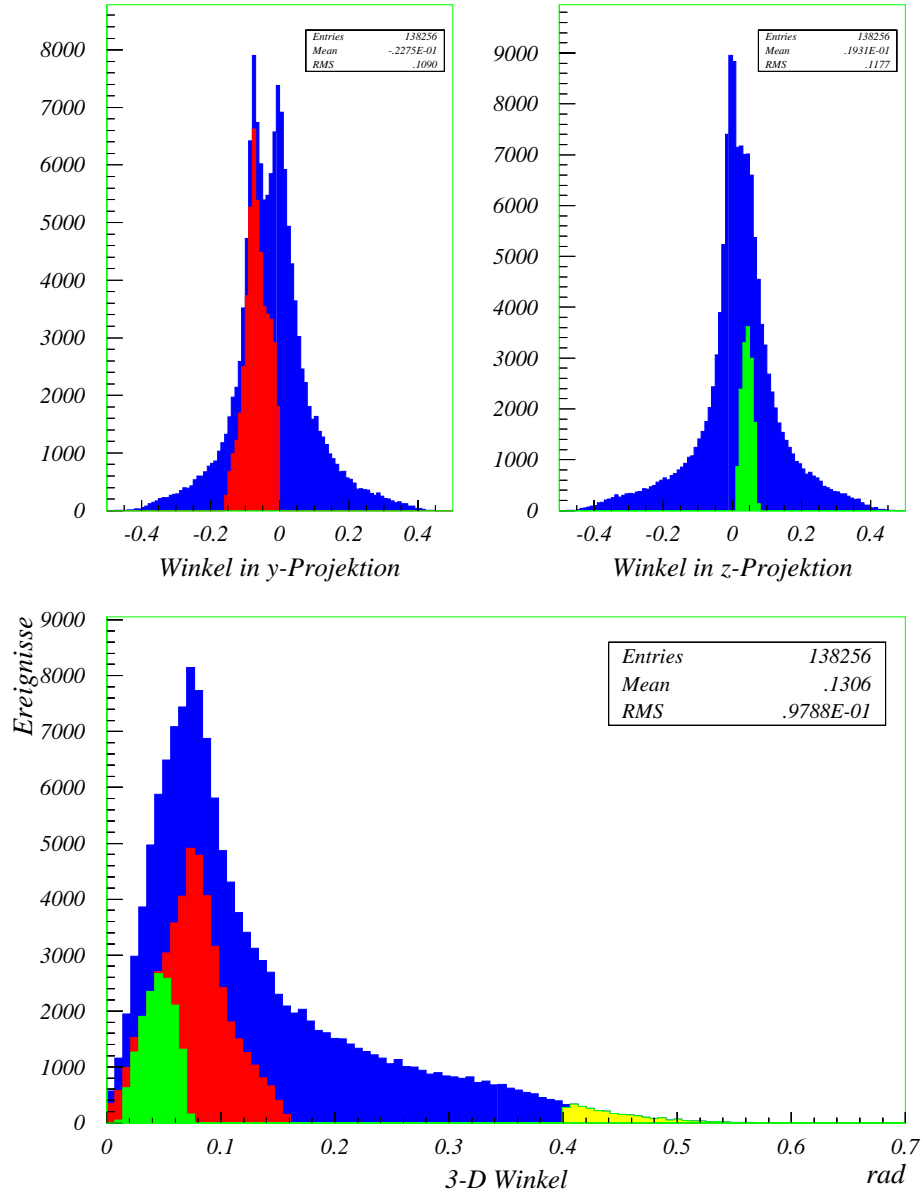 Entries 138256
Mean -.2275E-01
RMS .1090
8000
7000
6000
5000
4000
3000
2000
1000
0
-0.4 -0.2 0 0.2 0.4
Winkel in y-Projektion
Entries 138256
Mean .1931E-01
RMS .1177
9000
8000
7000
6000
5000
4000
3000
2000
1000
0
-0.4 -0.2 0 0.2 0.4
Winkel in z-Projektion
Ereignisse
Entries 138256
Mean .1306
RMS .9788E-01
9000
8000
7000
6000
5000
4000
3000
2000
1000
0
0 0.1 0.2 0.3 0.4 0.5 0.6 0.7
3-D Winkel
rad